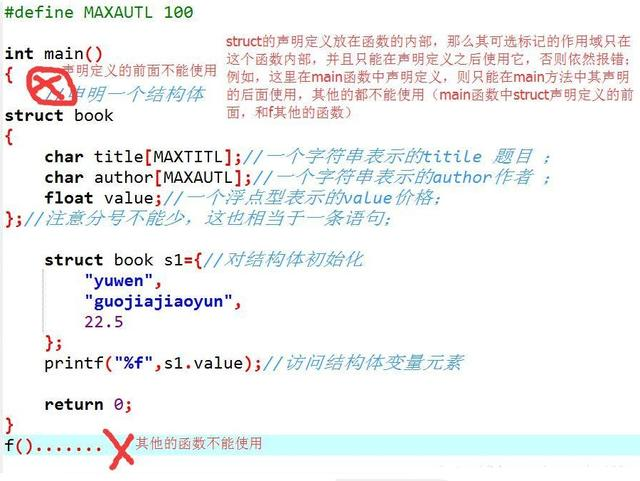 #define MAXAUTL 100
struct的声明定义放在函数的内部，那么其可选标记的作用域只在
这个函数内部，并且只能在声明定义之后使用它，否则依然报错；
例如，这里在main函数中声明定义，则只能在main方法中其声明
的后面使用，其他的都不能使用（main函数中struct声明定义的前
面，和f其他的函数）
int main()
{ 声明定义的前面不能使用
明一个结构体
struct book
{
char title[MAXTITL];//一个字符串表示的titile 题目 ;
char author[MAXAUTL];//一个字符串表示的author作者 ;
float value;//一个浮点型表示的value价格;
};//注意分号不能少，这也相当于一条语句;
struct book s1={//对结构体初始化
"yuwen",
"guojiajiaoyun",
22.5
};
printf("%f",s1.value);//访问结构体变量元素
return 0;
}
f()....... 其他的函数不能使用